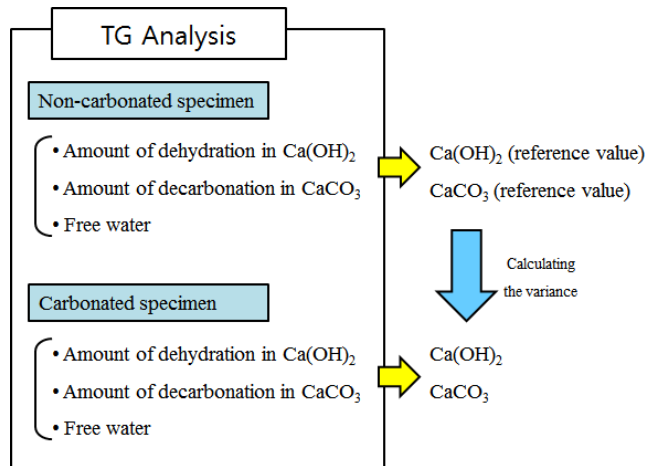 TG Analysis
Non-carbonated specimen
• Amount of dehydration in Ca(OH)₂
• Amount of decarbonation in CaCO₃
• Free water
Ca(OH)₂ (reference value)
CaCO₃ (reference value)
Calculating
the variance
Carbonated specimen
• Amount of dehydration in Ca(OH)₂
• Amount of decarbonation in CaCO₃
• Free water
Ca(OH)₂
CaCO₃